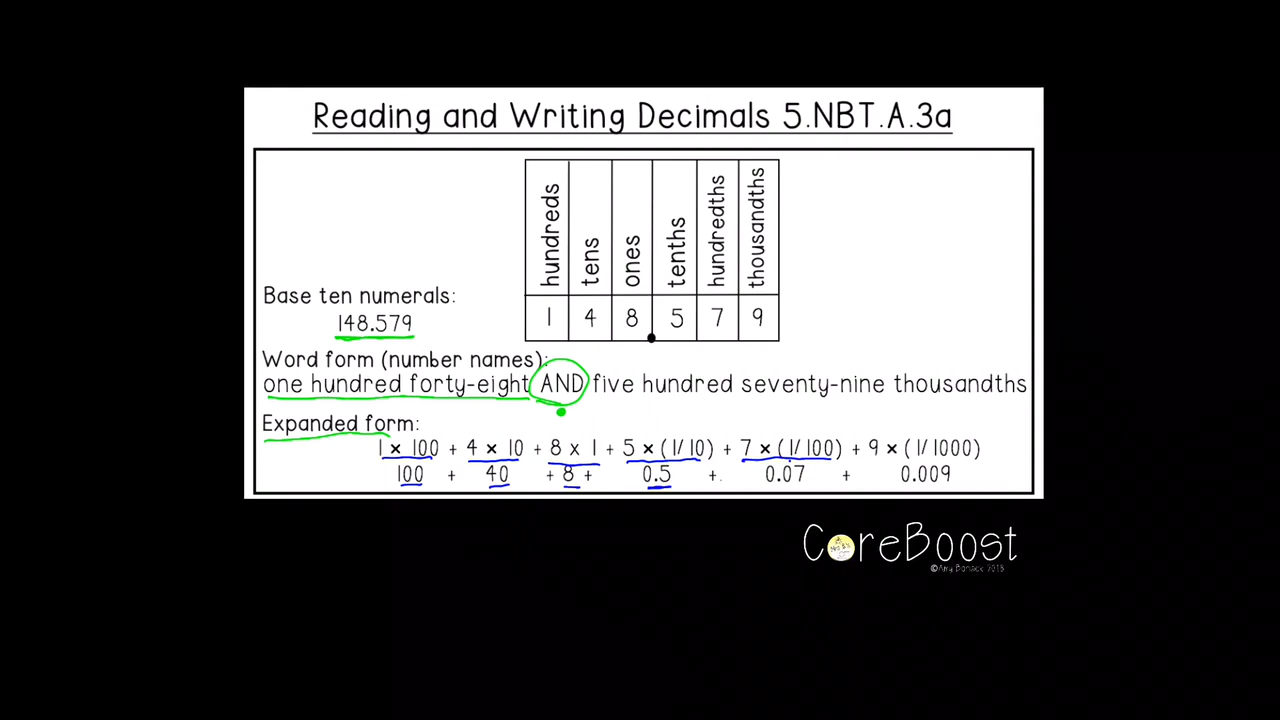 Reading and Writing Decimals 5.NBT.A.3a
hundreds tens ones tenths hundredths thousandths
1 4 8 . 5 7 9
Base ten numerals:
148.579
Word form (number names):
one hundred forty-eight AND five hundred seventy-nine thousandths
Expanded form:
1 × 100 + 4 × 10 + 8 x 1 + 5 × (1/10) + 7 × (1/100) + 9 × (1/1000)
100 + 40 + 8 + 0.5 + 0.07 + 0.009
CoreBoost